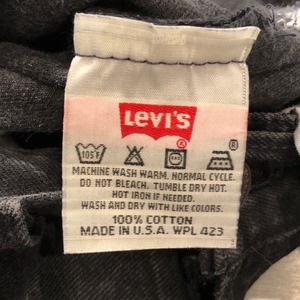 LEVI'S
®
105F
®
MACHINE WASH WARM. NORMAL CYCLE.
DO NOT BLEACH. TUMBLE DRY HOT.
HOT IRON IF NEEDED.
WASH AND DRY WITH LIKE COLORS.
100% COTTON
MADE IN U.S.A. WPL 423